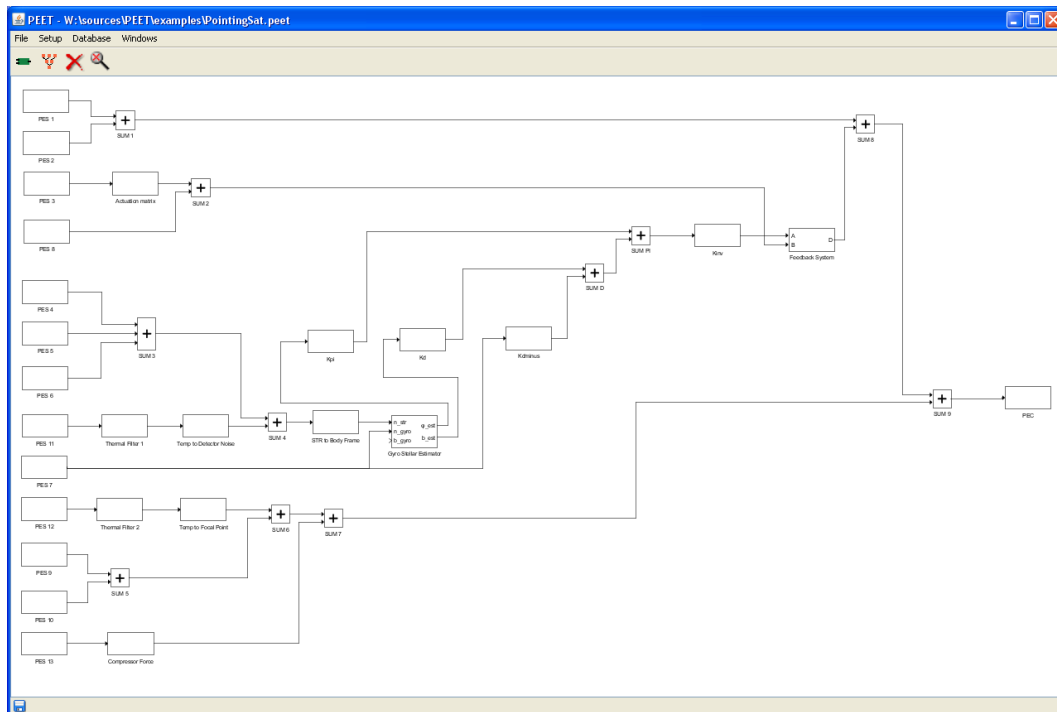 PEET - W:\sources\PEET\examples\PointingSat.peet
File Setup Database Windows
PES 1
SUM 1
SUM 8
PES 2
PES 3
Actuation matrix
SUM 2
PES 8
A
B
D
Feedback System
SUM PI
Kinv
SUM D
PES 4
PES 5
SUM 3
Kpi
Kd
Kdminus
PES 6
SUM 9
PEC
PES 11
Thermal Filter 1
Temp to Detector Noise
SUM 4
STR to Body Frame
n_str
n_gyro
b_gyro
φ_est
b_est
Gyro Stellar Estimator
PES 7
PES 12
Thermal Filter 2
Temp to Focal Point
SUM 6
SUM 7
PES 9
SUM 5
PES 10
PES 13
Compressor Force